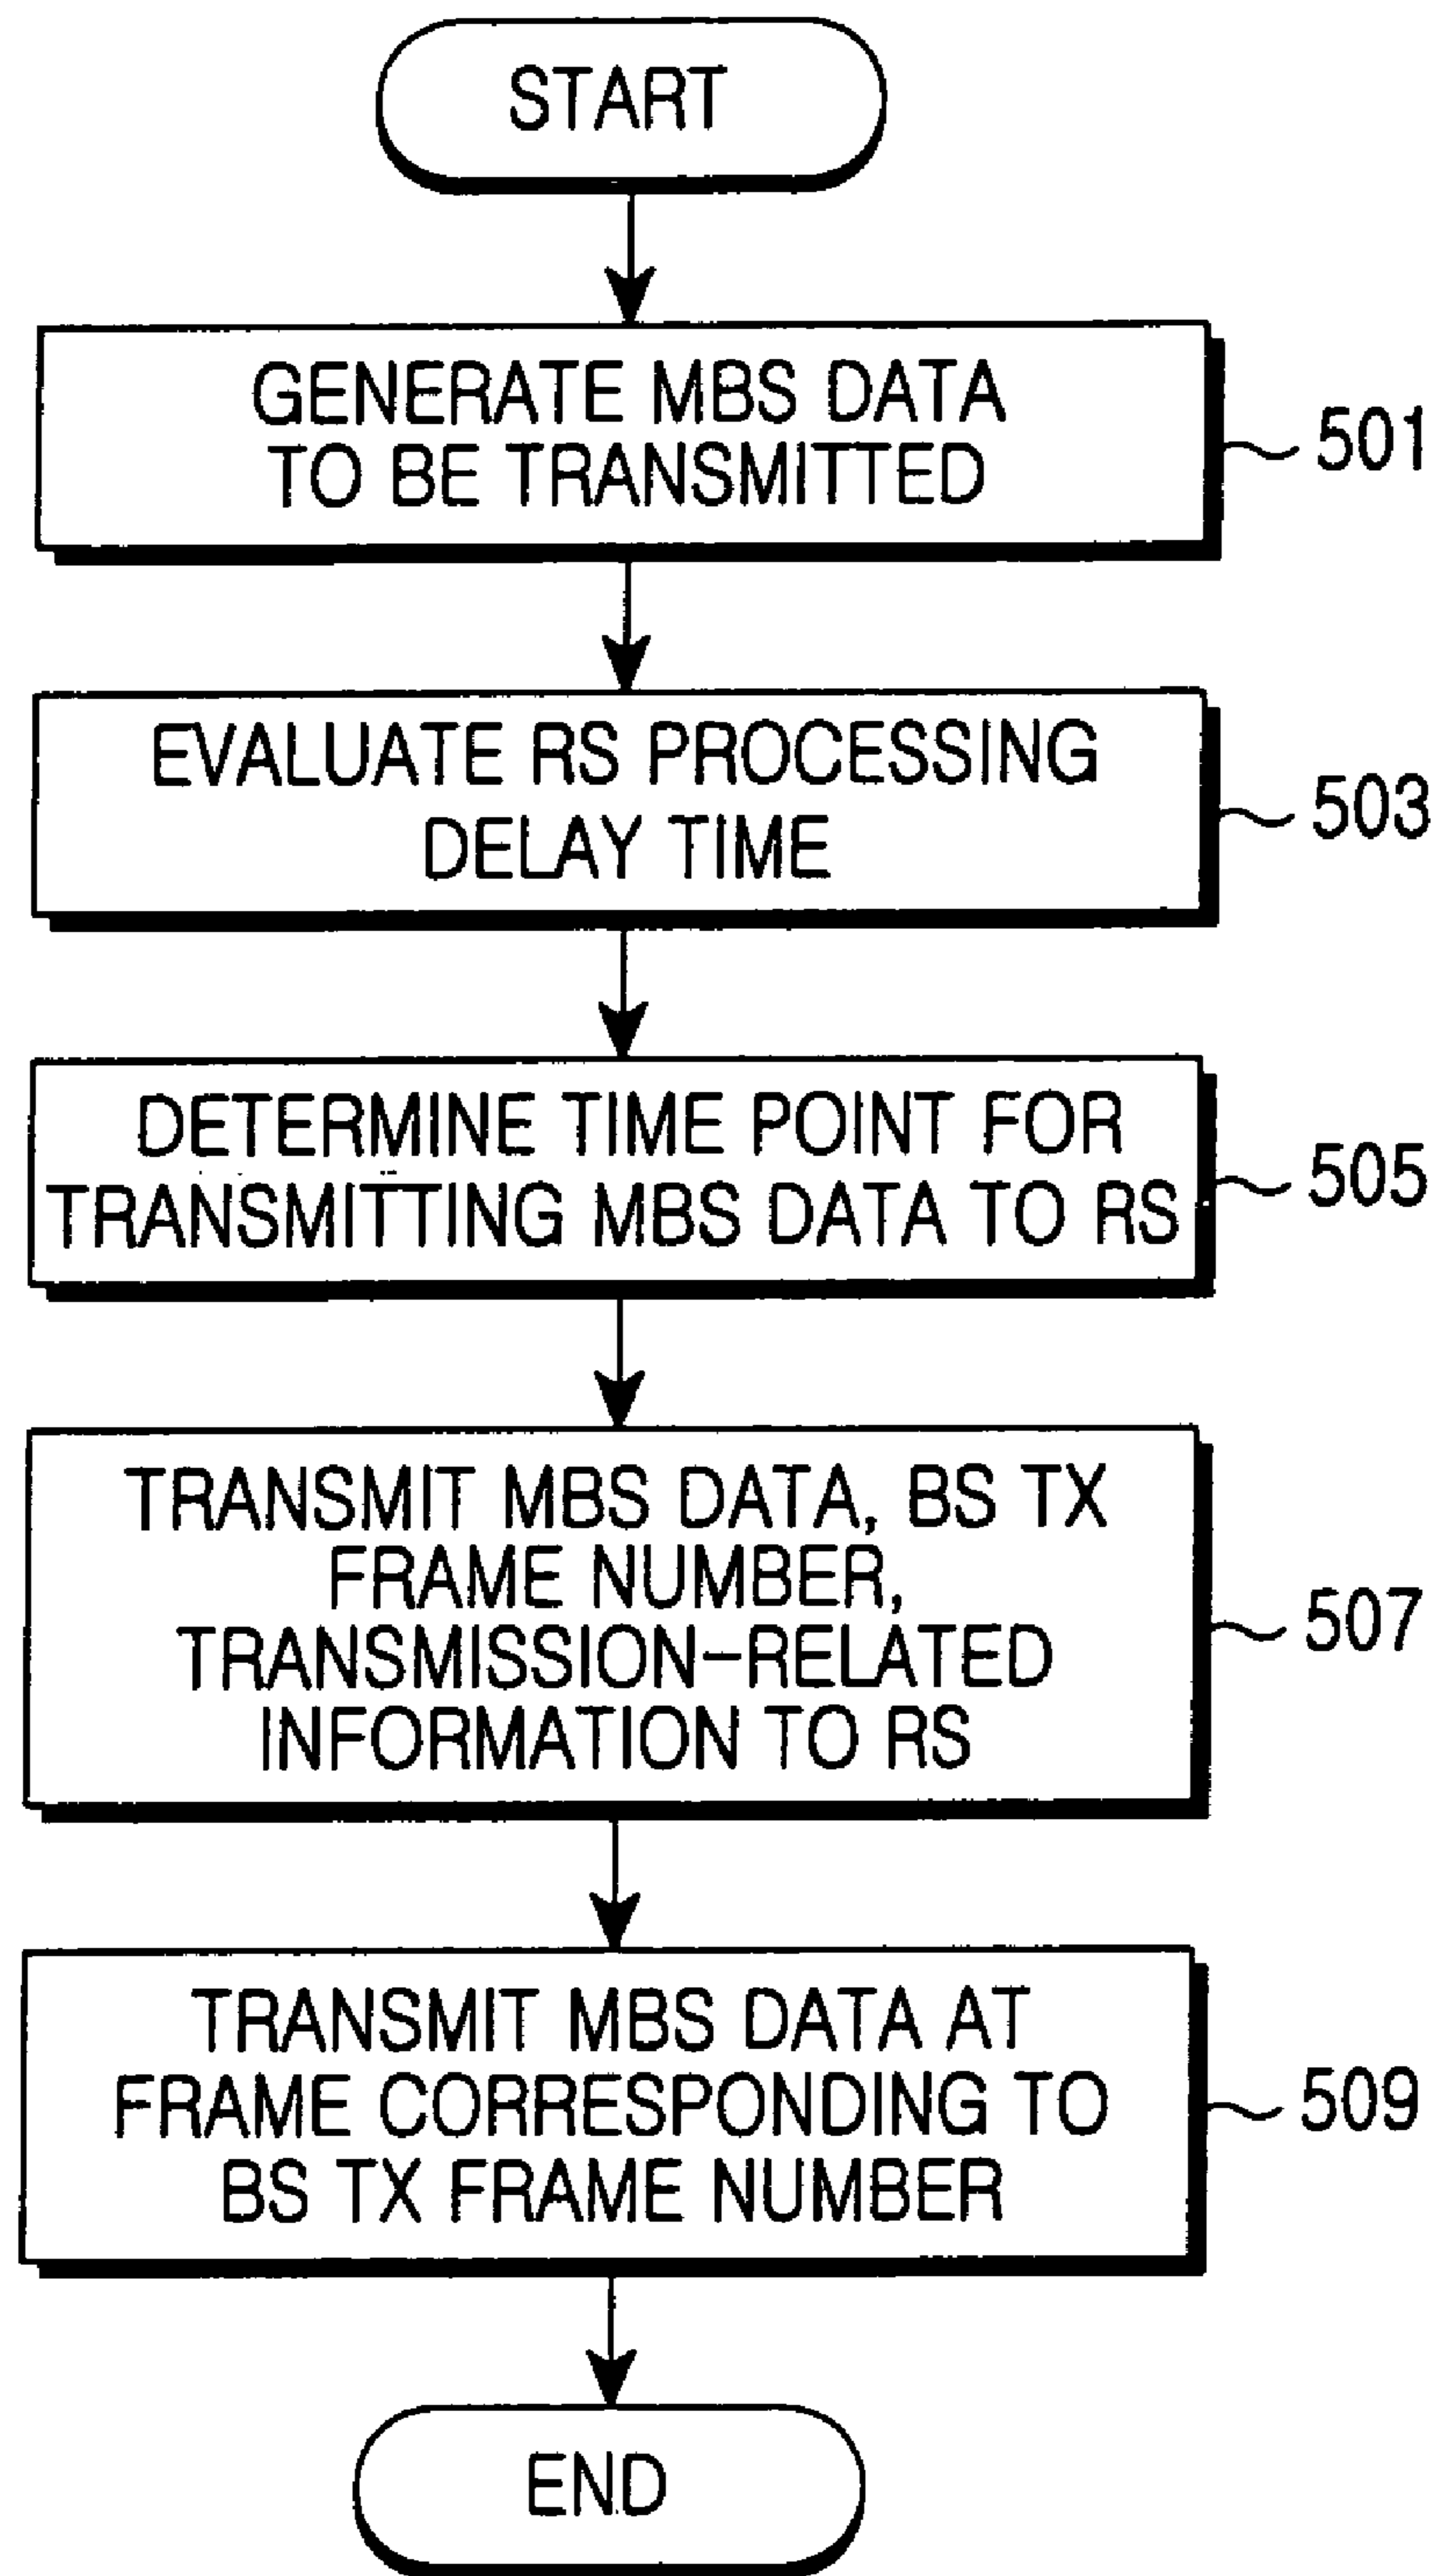 START
GENERATE MBS DATA
TO BE TRANSMITTED
501
EVALUATE RS PROCESSING
DELAY TIME
503
DETERMINE TIME POINT FOR
TRANSMITTING MBS DATA TO RS
505
TRANSMIT MBS DATA, BS TX
FRAME NUMBER,
TRANSMISSION-RELATED
INFORMATION TO RS
507
TRANSMIT MBS DATA AT
FRAME CORRESPONDING TO
BS TX FRAME NUMBER
509
END